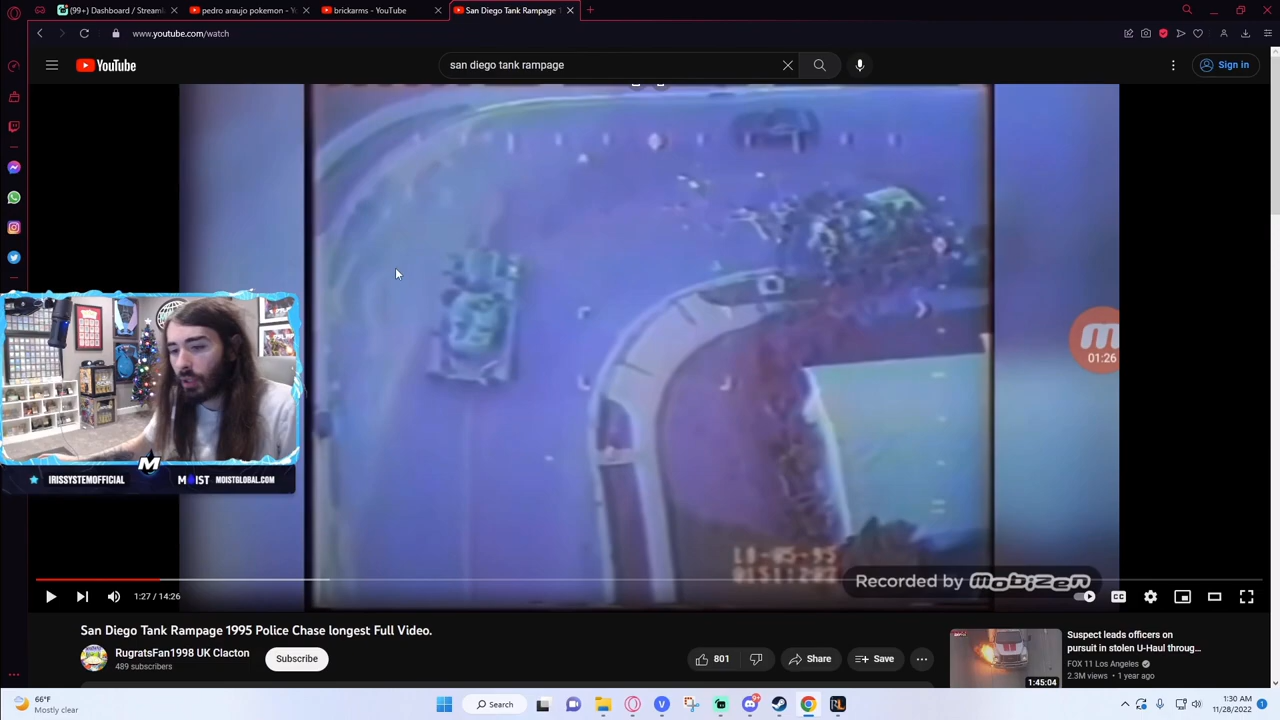 (99+) Dashboard / Streaml
pedro araujo pokemon - Yo
brickarms - YouTube
San Diego Tank Rampage 1
www.youtube.com/watch
YouTube
san diego tank rampage
Sign in
01:26
IRISSYSTEMOFFICIAL
M
MOIST
MOISTGLOBAL.COM
Recorded by mobizen
1:27 / 14:26
CC
San Diego Tank Rampage 1995 Police Chase longest Full Video.
RugratsFan1998 UK Clacton
489 subscribers
Subscribe
801
Share
Save
Suspect leads officers on
pursuit in stolen U-Haul throug...
FOX 11 Los Angeles
2.3M views • 1 year ago
1:45:04
66°F
Mostly clear
Search
1:30 AM
11/28/2022